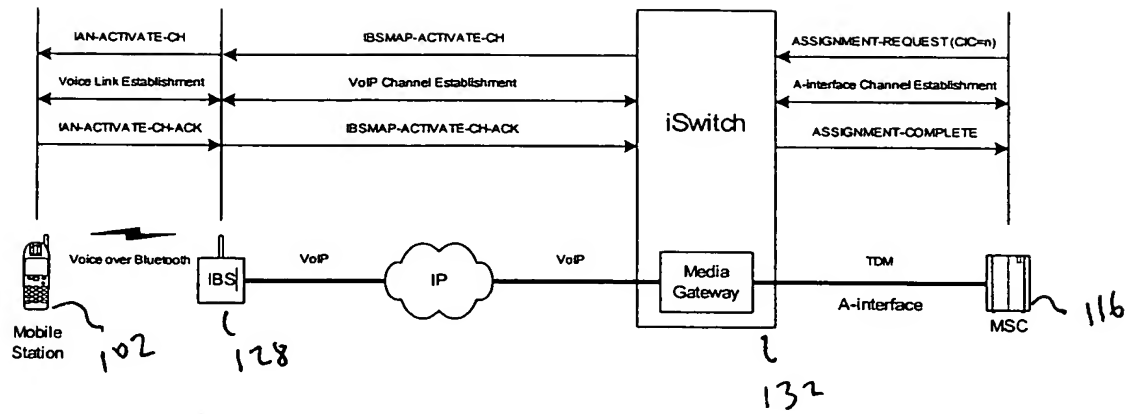 IAN-ACTIVATE-CH
IBSMAP-ACTIVATE-CH
ASSIGNMENT-REQUEST (CIC=n)
Voice Link Establishment
VoIP Channel Establishment
A-interface Channel Establishment
iSwitch
IAN-ACTIVATE-CH-ACK
IBSMAP-ACTIVATE-CH-ACK
ASSIGNMENT-COMPLETE
Voice over Bluetooth
IBS
VoIP
IP
VoIP
Media
Gateway
TDM
A-interface
MSC
116
Mobile
Station
102
128
132